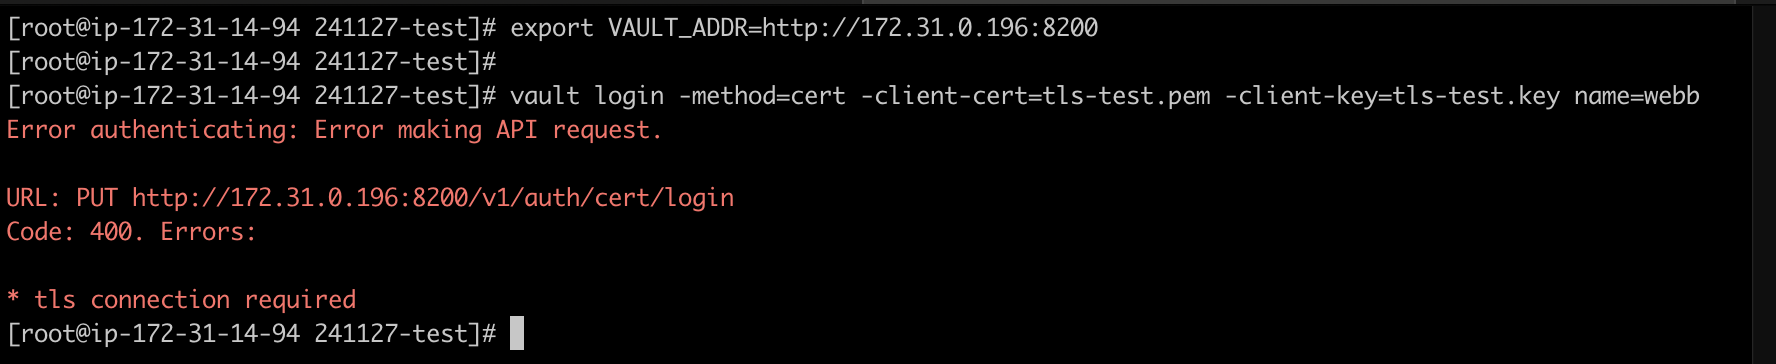 [root@ip-172-31-14-94 241127-test]# export VAULT_ADDR=http://172.31.0.196:8200
[root@ip-172-31-14-94 241127-test]#
[root@ip-172-31-14-94 241127-test]# vault login -method=cert -client-cert=tls-test.pem -client-key=tls-test.key name=webb
Error authenticating: Error making API request.
URL: PUT http://172.31.0.196:8200/v1/auth/cert/login
Code: 400. Errors:
* tls connection required
[root@ip-172-31-14-94 241127-test]#